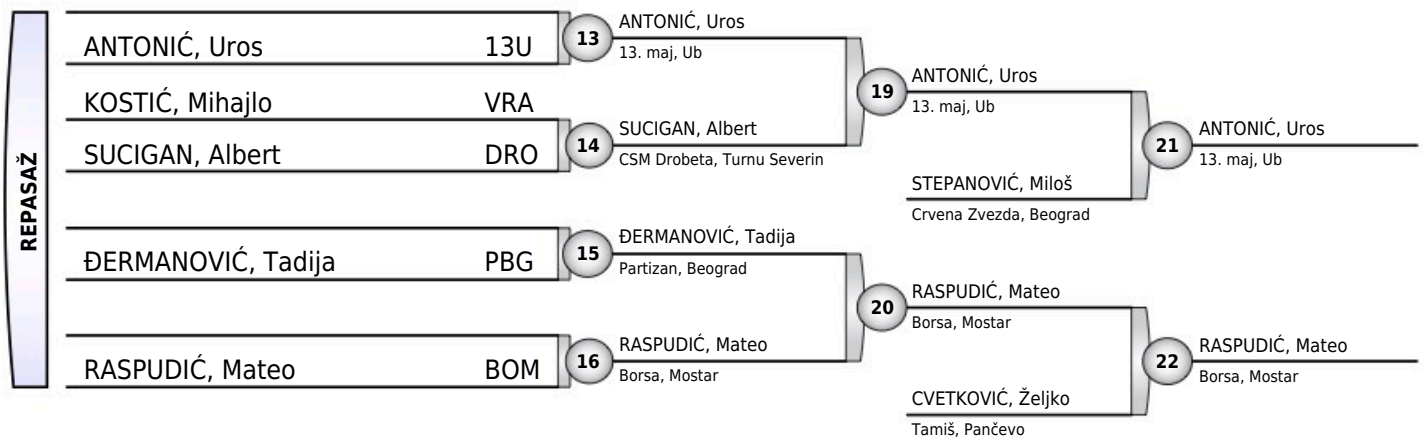 REPASAŽ
ANTONIĆ, Uros 13U
KOSTIĆ, Mihajlo VRA
SUCIGAN, Albert DRO
ĐERMANOVIĆ, Tadija PBG
RASPUDIĆ, Mateo BOM
13
ANTONIĆ, Uros
13. maj, Ub
14
SUCIGAN, Albert
CSM Drobeta, Turnu Severin
15
ĐERMANOVIĆ, Tadija
Partizan, Beograd
16
RASPUDIĆ, Mateo
Borsa, Mostar
19
ANTONIĆ, Uros
13. maj, Ub
STEPANOVIĆ, Miloš
Crvena Zvezda, Beograd
20
RASPUDIĆ, Mateo
Borsa, Mostar
CVETKOVIĆ, Željko
Tamiš, Pančevo
21
ANTONIĆ, Uros
13. maj, Ub
22
RASPUDIĆ, Mateo
Borsa, Mostar